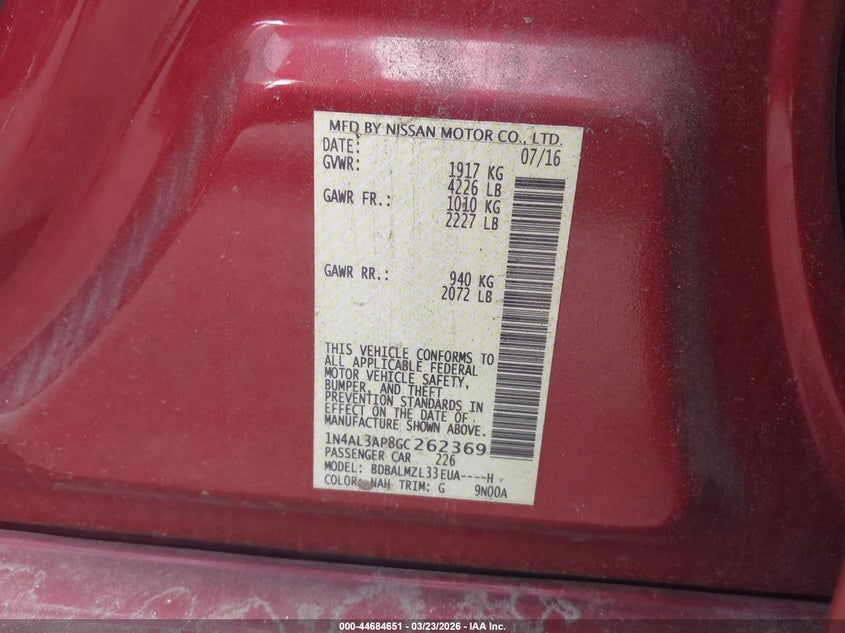 MFD BY NISSAN MOTOR CO., LTD.
DATE: 07/16
GVWR: 1917 KG
4226 LB
GAWR FR.: 1010 KG
2227 LB
GAWR RR.: 940 KG
2072 LB
THIS VEHICLE CONFORMS TO
ALL APPLICABLE FEDERAL
MOTOR VEHICLE SAFETY,
BUMPER, AND THEFT
PREVENTION STANDARDS IN
EFFECT ON THE DATE OF
MANUFACTURE SHOWN ABOVE.
1N4AL3AP8GC262369
PASSENGER CAR 226
MODEL: BDBALMZL33EUA----H
COLOR: NAH TRIM: G 9N00A
000-44684651 - 03/23/2026 - IAA Inc.